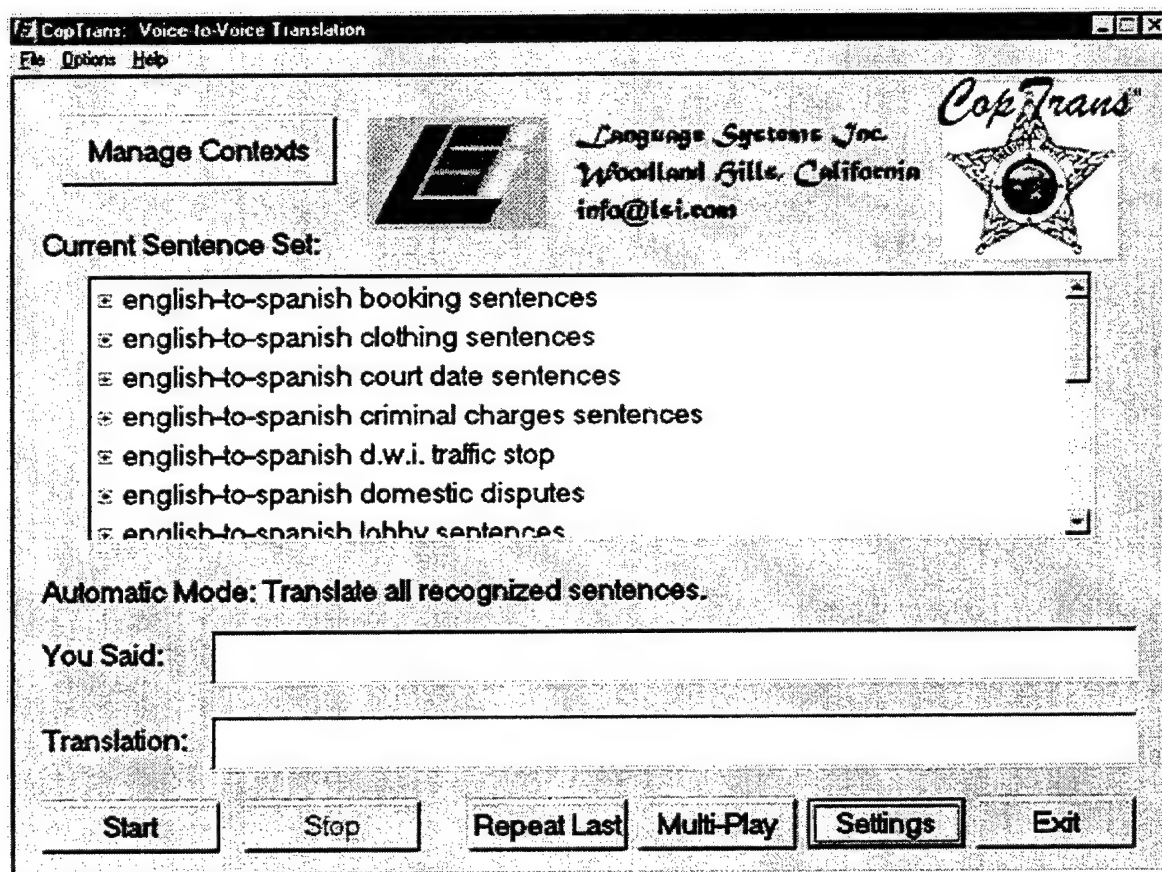 CopTrans: Voice-to-Voice Translation
File Options Help
Manage Contexts
Language Systems Inc.
Woodland Hills, California
info@lsi.com
CopTrans™
Current Sentence Set:
english-to-spanish booking sentences
english-to-spanish clothing sentences
english-to-spanish court date sentences
english-to-spanish criminal charges sentences
english-to-spanish d.w.i. traffic stop
english-to-spanish domestic disputes
english-to-spanish lobby sentences
Automatic Mode: Translate all recognized sentences.
You Said:
Translation:
Start Stop Repeat Last Multi-Play Settings Exit